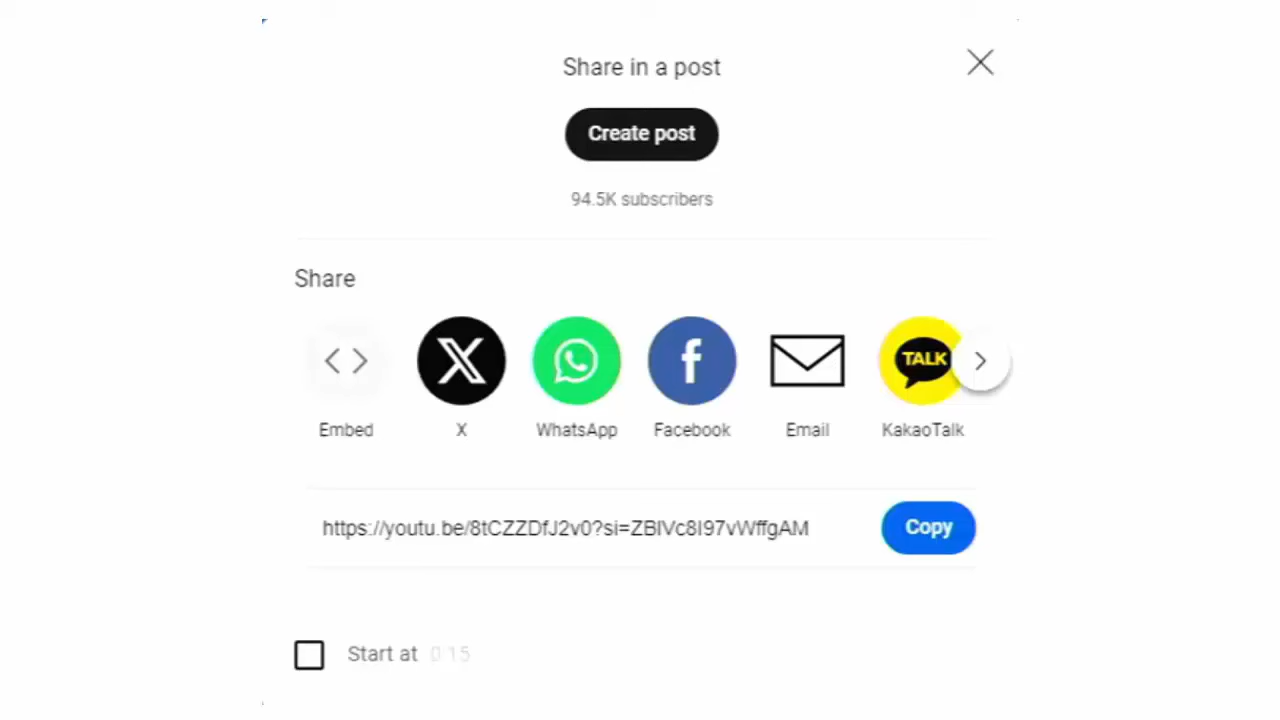 Share in a post
Create post
94.5K subscribers
Share
TALK
Embed X WhatsApp Facebook Email KakaoTalk
https://youtu.be/8tCZZDfJ2v0?si=ZBlVc8I97vWffgAM Copy
Start at 0:15